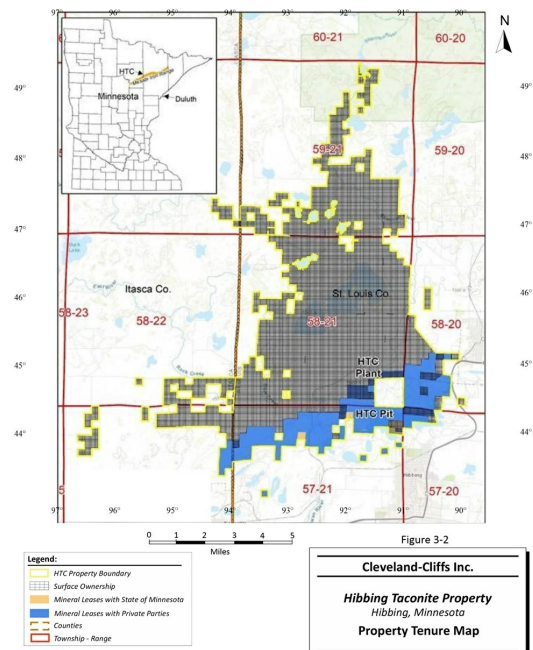 97° 95° 94° 93° 92° 91° 90°
N
60-21 60-20
HTC
Mesabi Iron Range
Minnesota
Duluth
49° 49°
59-21 59-20
48° 48°
47° 47°
Itasca Co.
St. Louis Co.
46° 46°
58-23 58-22 58-21 58-20
HTC
Plant
45° 45°
HTC Pit
44° 44°
57-21 57-20
Hibbing
97° 95° 94° 93° 92° 91° 90°
0 1 2 3 4 5
Miles
Figure 3-2
Legend:
HTC Property Boundary
Surface Ownership
Mineral Leases with State of Minnesota
Mineral Leases with Private Parties
Counties
Township - Range
Cleveland-Cliffs Inc.
Hibbing Taconite Property
Hibbing, Minnesota
Property Tenure Map